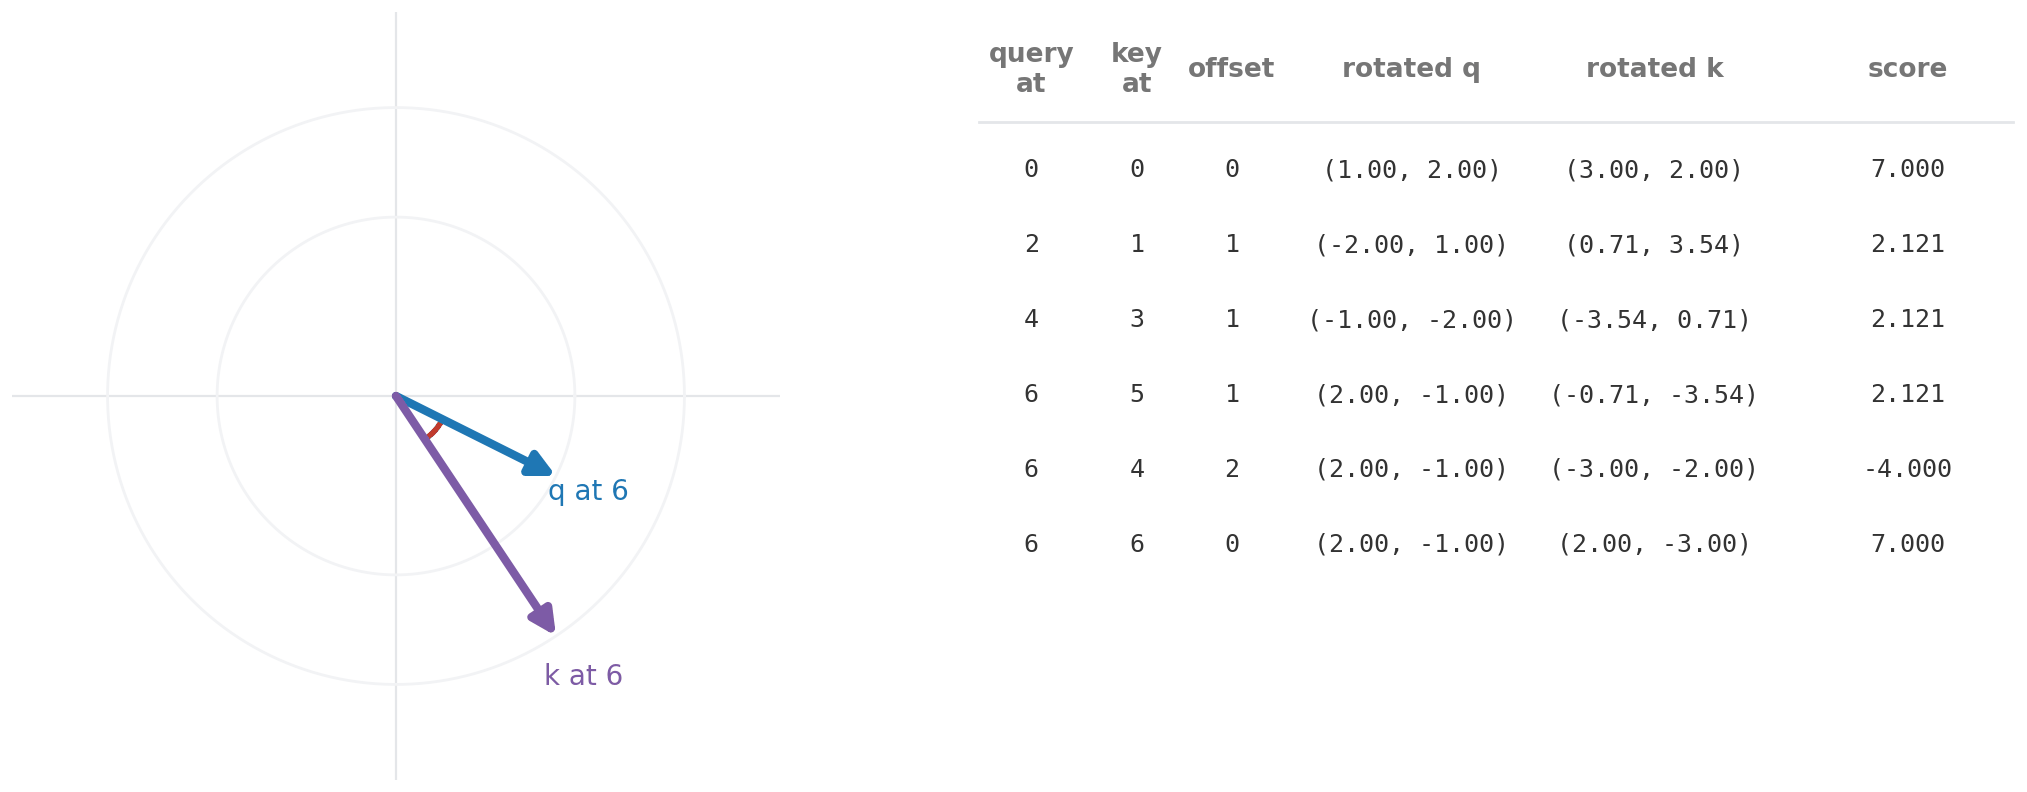 query at key at offset rotated q rotated k score
0 0 0 (1.00, 2.00) (3.00, 2.00) 7.000
2 1 1 (-2.00, 1.00) (0.71, 3.54) 2.121
4 3 1 (-1.00, -2.00) (-3.54, 0.71) 2.121
6 5 1 (2.00, -1.00) (-0.71, -3.54) 2.121
6 4 2 (2.00, -1.00) (-3.00, -2.00) -4.000
6 6 0 (2.00, -1.00) (2.00, -3.00) 7.000
q at 6
k at 6